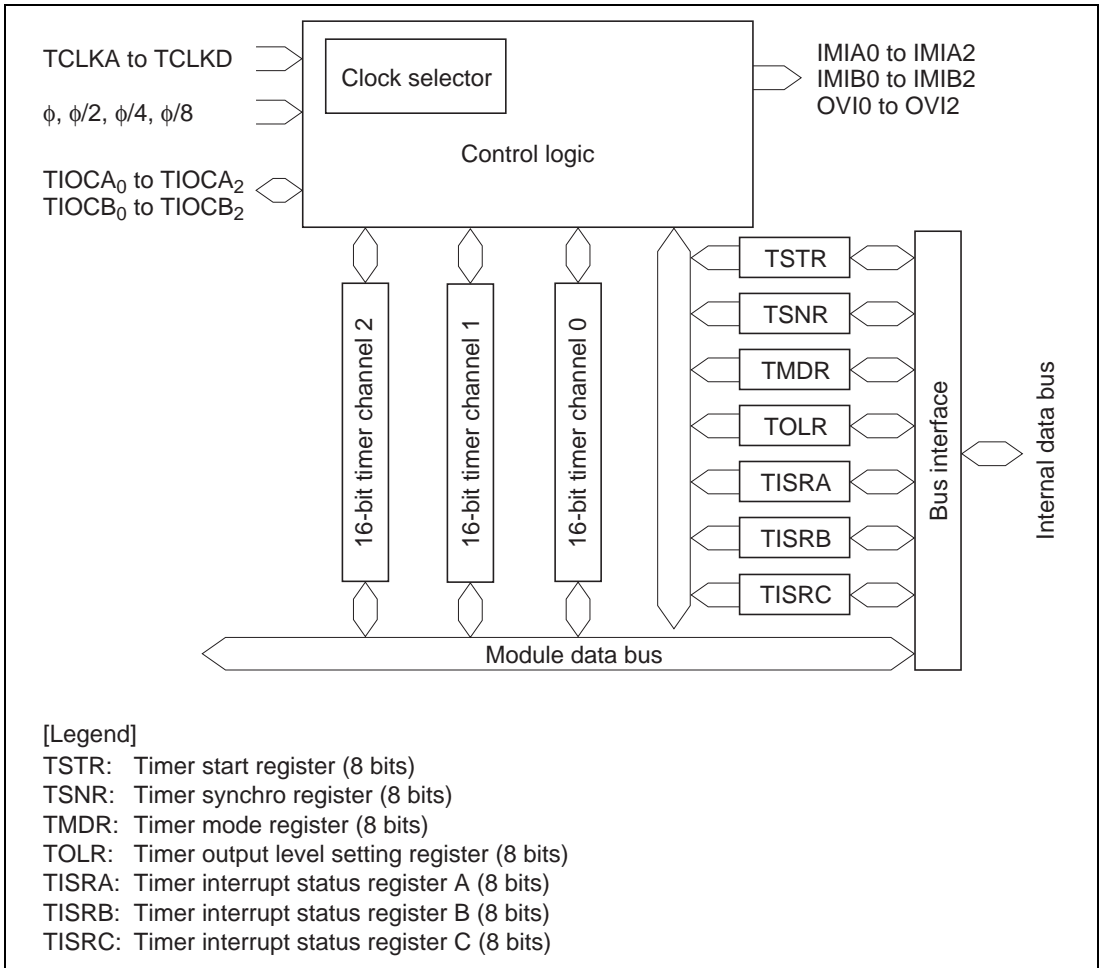 TCLKA to TCLKD
ϕ, ϕ/2, ϕ/4, ϕ/8
TIOCA₀ to TIOCA₂
TIOCB₀ to TIOCB₂
Clock selector
Control logic
IMIA0 to IMIA2
IMIB0 to IMIB2
OVI0 to OVI2
16-bit timer channel 2
16-bit timer channel 1
16-bit timer channel 0
TSTR
TSNR
TMDR
TOLR
TISRA
TISRB
TISRC
Bus interface
Internal data bus
Module data bus
[Legend]
TSTR: Timer start register (8 bits)
TSNR: Timer synchro register (8 bits)
TMDR: Timer mode register (8 bits)
TOLR: Timer output level setting register (8 bits)
TISRA: Timer interrupt status register A (8 bits)
TISRB: Timer interrupt status register B (8 bits)
TISRC: Timer interrupt status register C (8 bits)